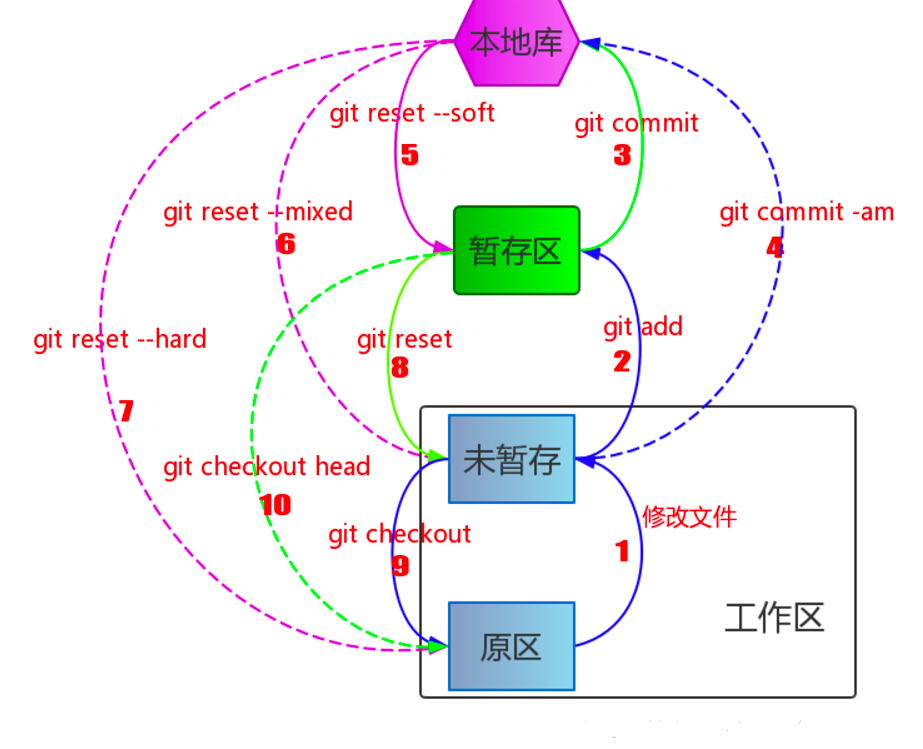 本地库
git reset --soft
5
git commit
3
git reset --mixed
6
git commit -am
4
暂存区
git reset --hard
7
git reset
8
git add
2
未暂存
git checkout head
10
git checkout
9
修改文件
1
工作区
原区